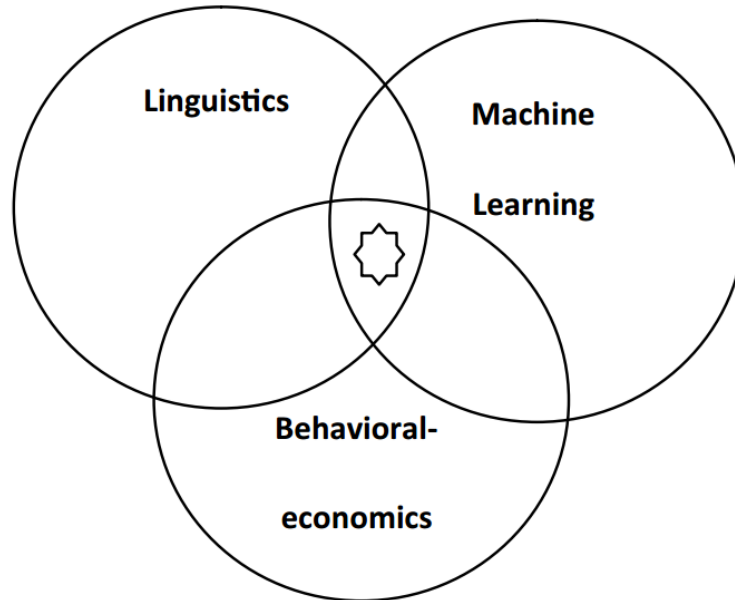 Linguistics
Machine
Learning
Behavioral-
economics